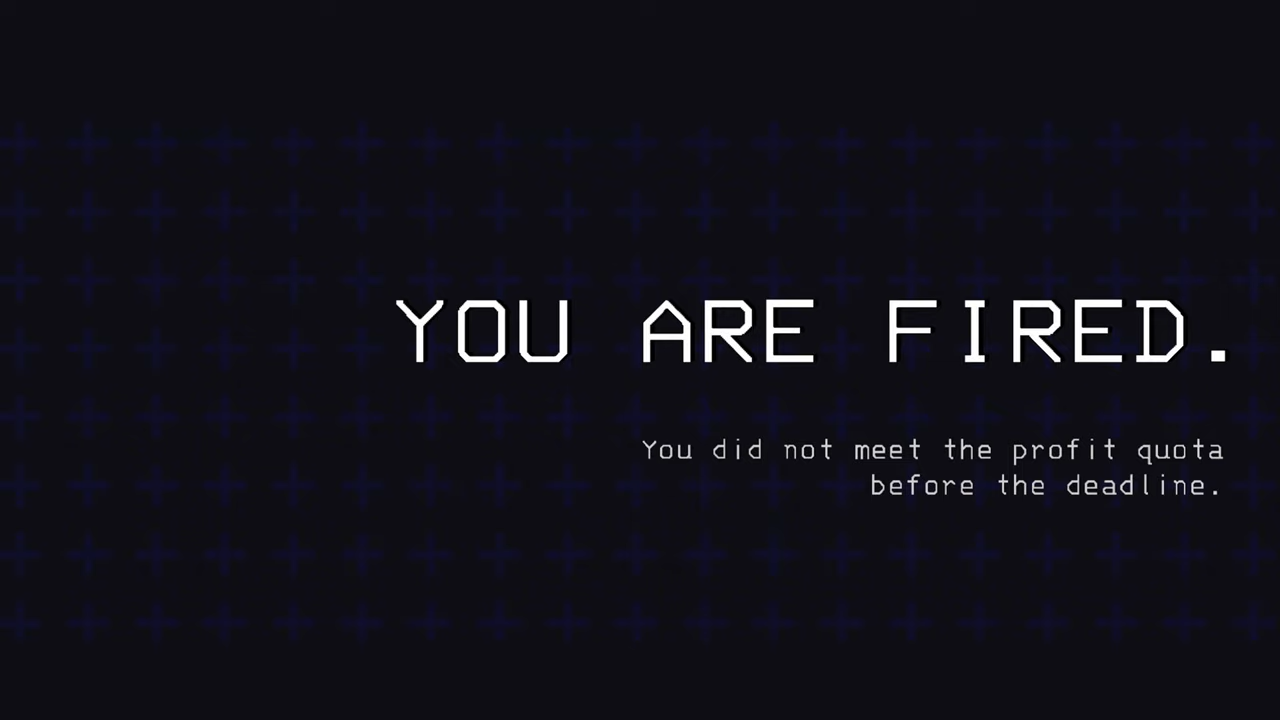 YOU ARE FIRED.
You did not meet the profit quota
before the deadline.